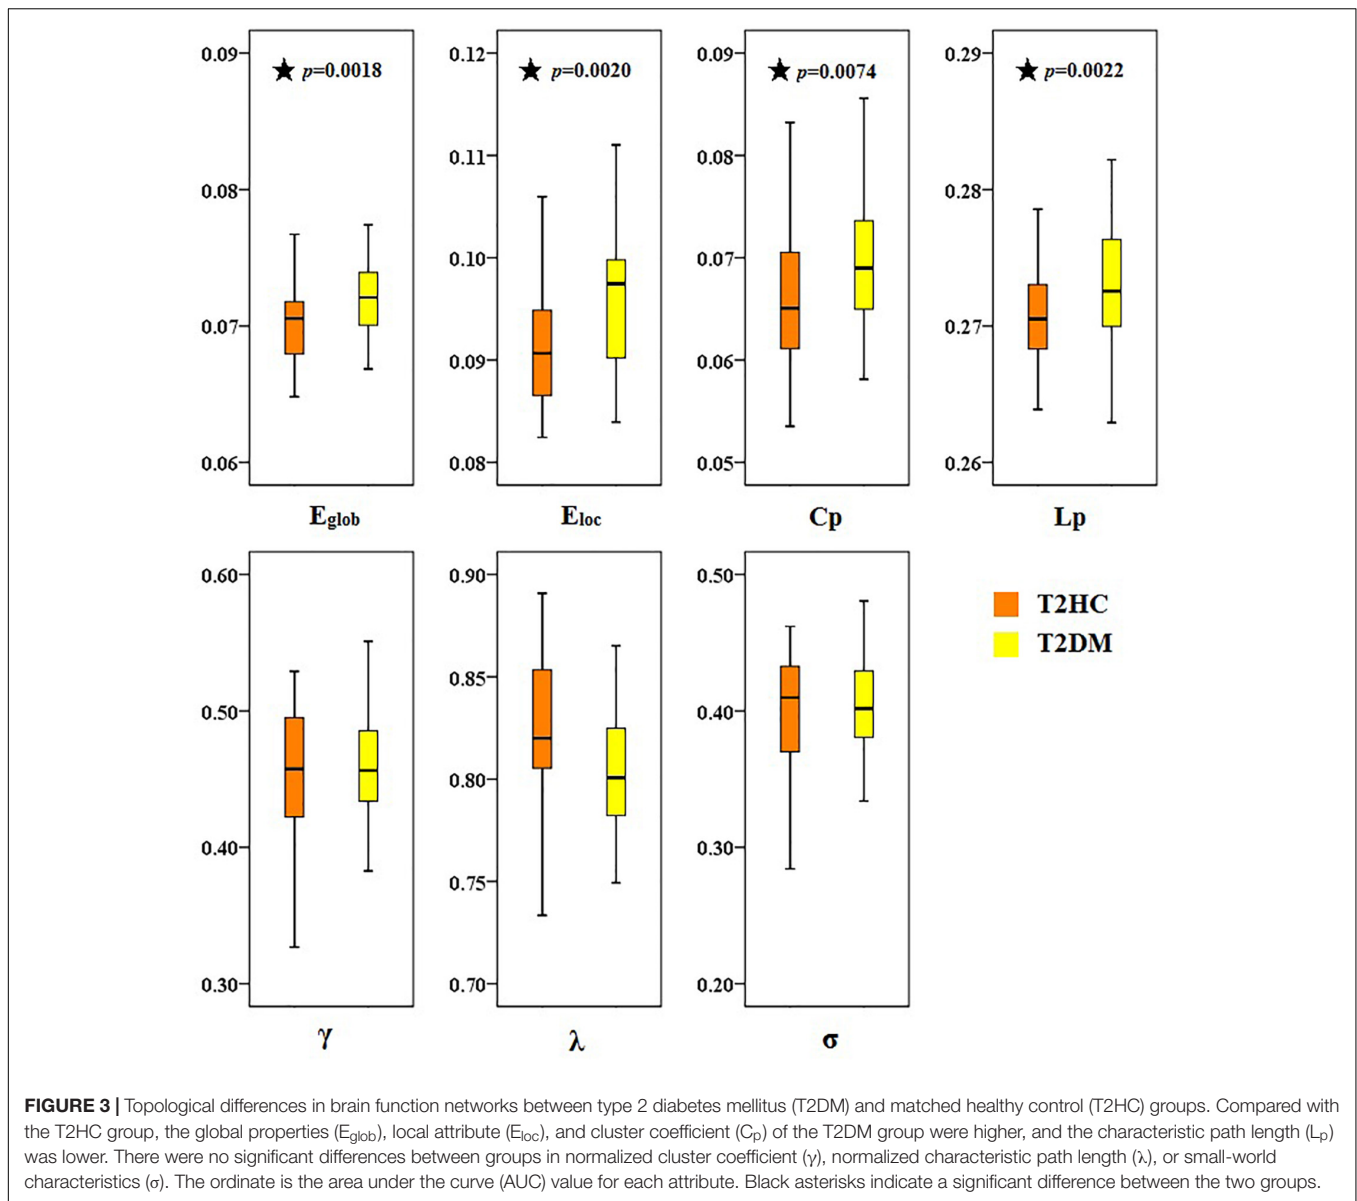 0.09
0.08
0.07
0.06
★ p=0.0018
E_glob
0.12
0.11
0.10
0.09
0.08
★ p=0.0020
E_loc
0.09
0.08
0.07
0.06
0.05
★ p=0.0074
Cp
0.29
0.28
0.27
0.26
★ p=0.0022
Lp
0.60
0.50
0.40
0.30
γ
0.90
0.85
0.80
0.75
0.70
λ
0.50
0.40
0.30
0.20
σ
T2HC
T2DM
FIGURE 3 | Topological differences in brain function networks between type 2 diabetes mellitus (T2DM) and matched healthy control (T2HC) groups. Compared with
the T2HC group, the global properties (E_glob), local attribute (E_loc), and cluster coefficient (C_p) of the T2DM group were higher, and the characteristic path length (L_p)
was lower. There were no significant differences between groups in normalized cluster coefficient (γ), normalized characteristic path length (λ), or small-world
characteristics (σ). The ordinate is the area under the curve (AUC) value for each attribute. Black asterisks indicate a significant difference between the two groups.